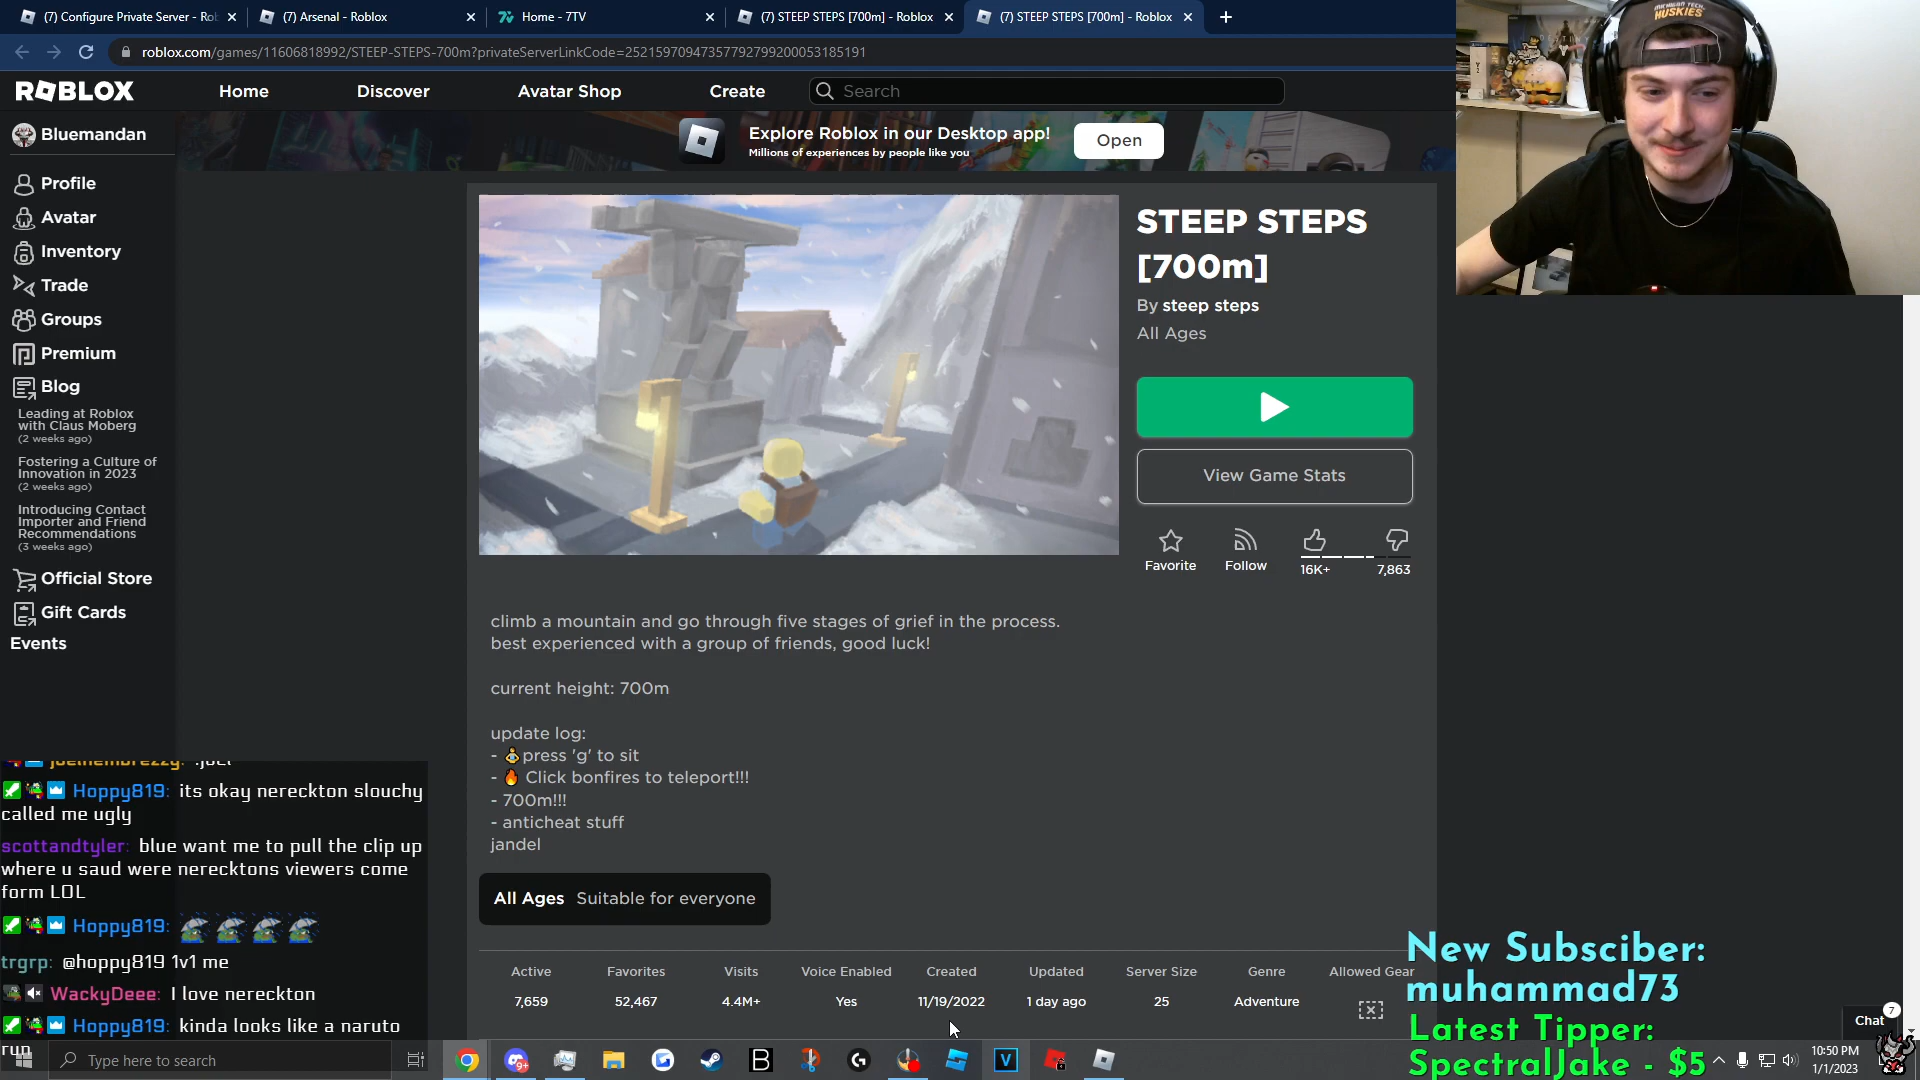 (7) Configure Private Server - Rob
(7) Arsenal - Roblox
Home - 7TV
(7) STEEP STEPS [700m] - Roblox
(7) STEEP STEPS [700m] - Roblox
roblox.com/games/11606818992/STEEP-STEPS-700m?privateServerLinkCode=25215970947357792799200053185191
ROBLOX
Home
Discover
Avatar Shop
Create
Search
Bluemandan
Explore Roblox in our Desktop app!
Millions of experiences by people like you
Open
Profile
Avatar
Inventory
Trade
Groups
Premium
Blog
Leading at Roblox
with Claus Moberg
(2 weeks ago)
Fostering a Culture of
Innovation in 2023
(2 weeks ago)
Introducing Contact
Importer and Friend
Recommendations
(3 weeks ago)
Official Store
Gift Cards
Events
STEEP STEPS
[700m]
By steep steps
All Ages
View Game Stats
Favorite
Follow
16K+
7,863
climb a mountain and go through five stages of grief in the process.
best experienced with a group of friends, good luck!
current height: 700m
update log:
- press 'g' to sit
- 🔥 Click bonfires to teleport!!!
- 700m!!!
- anticheat stuff
jandel
All Ages Suitable for everyone
Active
Favorites
Visits
Voice Enabled
Created
Updated
Server Size
Genre
Allowed Gear
7,659
52,467
4.4M+
Yes
11/19/2022
1 day ago
25
Adventure
Hoppy819: its okay nereckton slouchy
called me ugly
scottandtyler: blue want me to pull the clip up
where u saud were nerecktons viewers come
form LOL
Hoppy819:
trgrp: @hoppy819 1v1 me
WackyDeee: I love nereckton
Hoppy819: kinda looks like a naruto
run
New Subsciber:
muhammad73
Latest Tipper:
SpectralJake - $5
Chat
7
Type here to search
9+
10:50 PM
1/1/2023
MICHIGAN TECH
HUSKIES